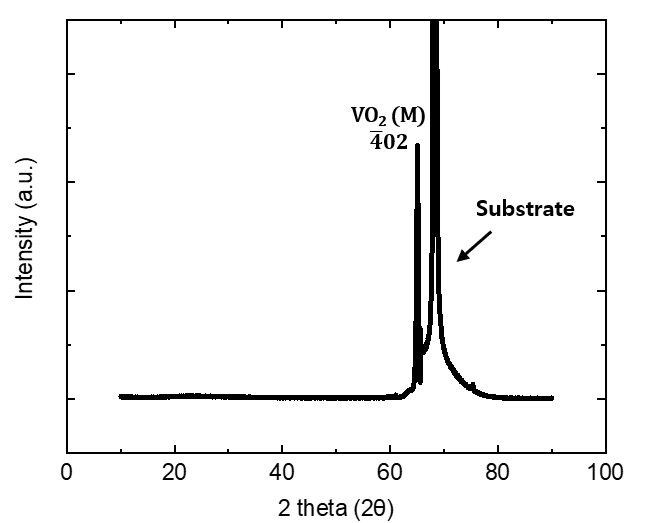 VO₂ (M)
4̅02
Substrate
Intensity (a.u.)
0 20 40 60 80 100
2 theta (2θ)